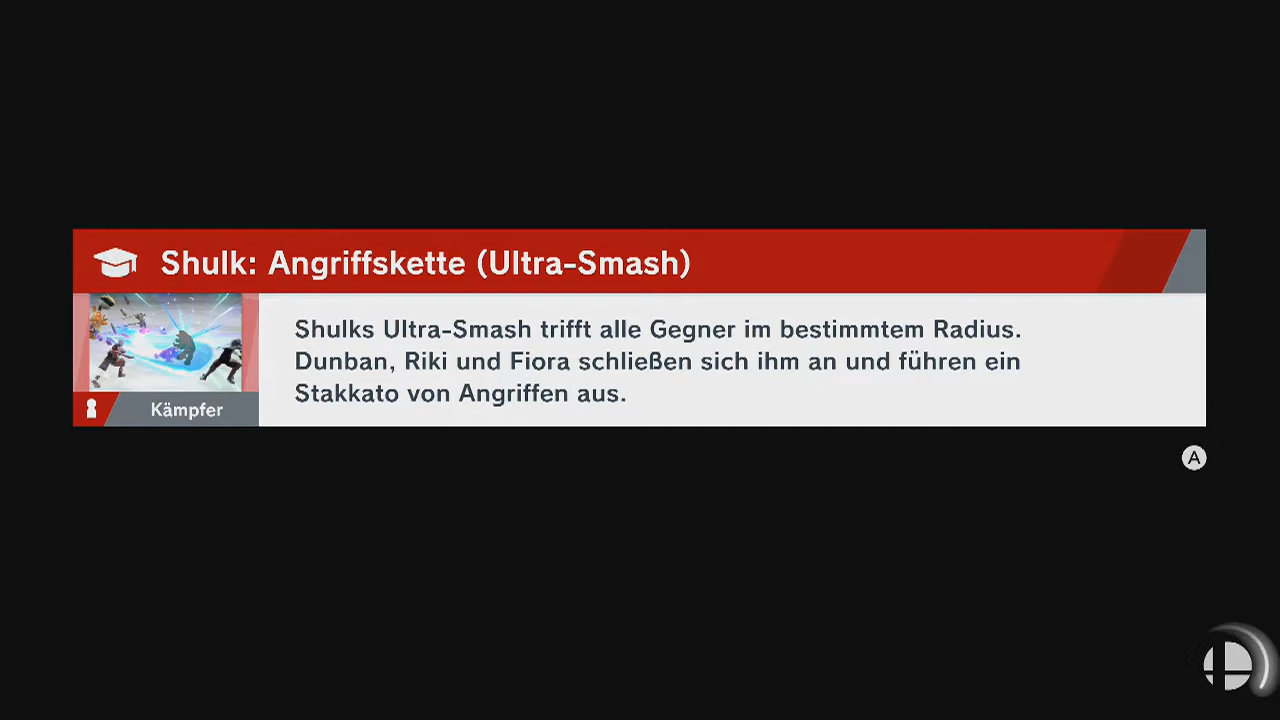 Shulk: Angriffskette (Ultra-Smash)
Shulks Ultra-Smash trifft alle Gegner im bestimmtem Radius.
Dunban, Riki und Fiora schließen sich ihm an und führen ein
Stakkato von Angriffen aus.
Kämpfer
A